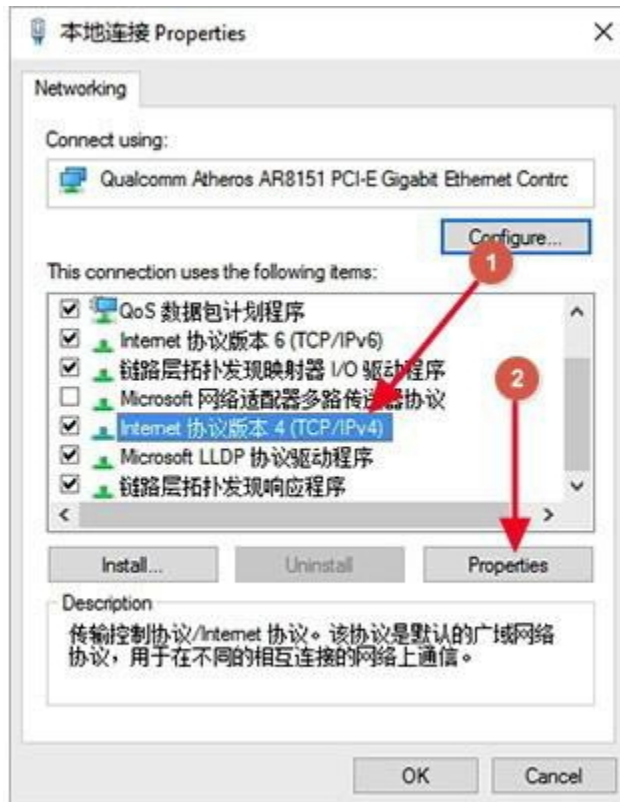 本地连接 Properties
Networking
Connect using:
Qualcomm Atheros AR8151 PCI-E Gigabit Ethernet Contrc
Configure...
1
This connection uses the following items:
QoS 数据包计划程序
Internet 协议版本 6 (TCP/IPv6)
链路层拓扑发现映射器 I/O 驱动程序
2
Microsoft 网络适配器多路传送器协议
Internet 协议版本 4 (TCP/IPv4)
Microsoft LLDP 协议驱动程序
链路层拓扑发现响应程序
Install...
Uninstall
Properties
Description
传输控制协议/Internet 协议。该协议是默认的广域网络
协议，用于在不同的相互连接的网络上通信。
OK
Cancel